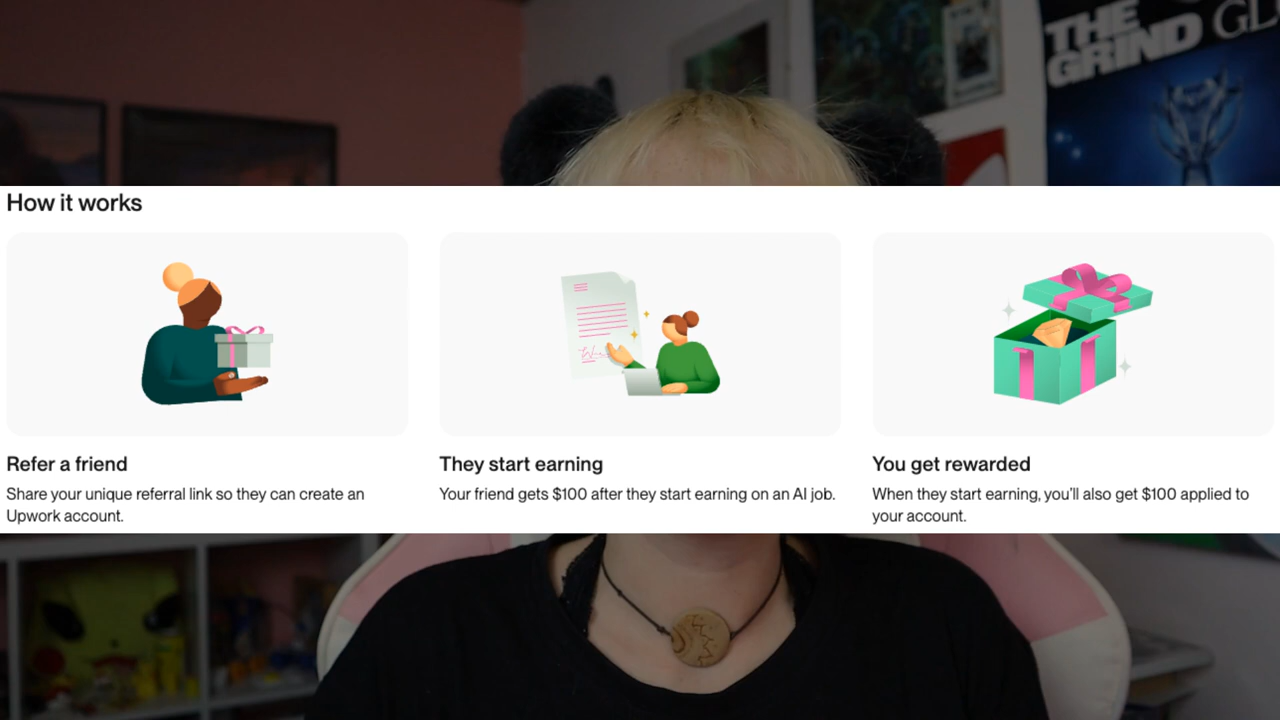 THE
GRIND GL
How it works
Refer a friend
Share your unique referral link so they can create an
Upwork account.
They start earning
Your friend gets $100 after they start earning on an AI job.
You get rewarded
When they start earning, you’ll also get $100 applied to
your account.